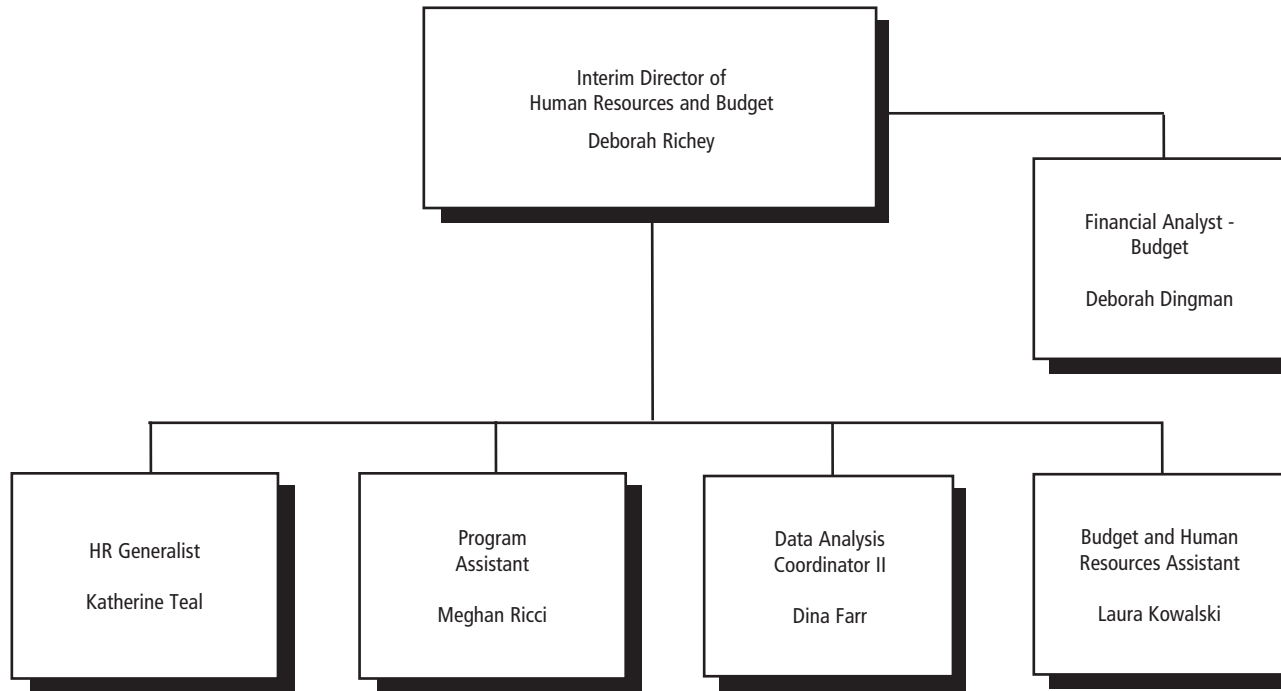 Interim Director of
Human Resources and Budget
Deborah Richey
Financial Analyst -
Budget
Deborah Dingman
HR Generalist
Katherine Teal
Program
Assistant
Meghan Ricci
Data Analysis
Coordinator II
Dina Farr
Budget and Human
Resources Assistant
Laura Kowalski